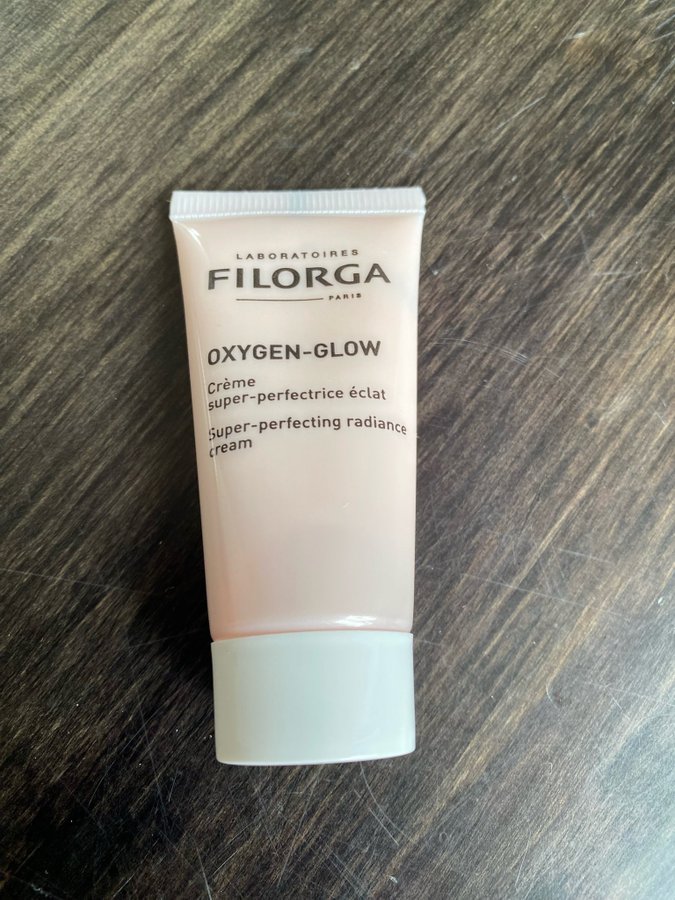 LABORATOIRES
FILORGA
PARIS
OXYGEN-GLOW
Crème
super-perfectrice éclat
Super-perfecting radiance
cream